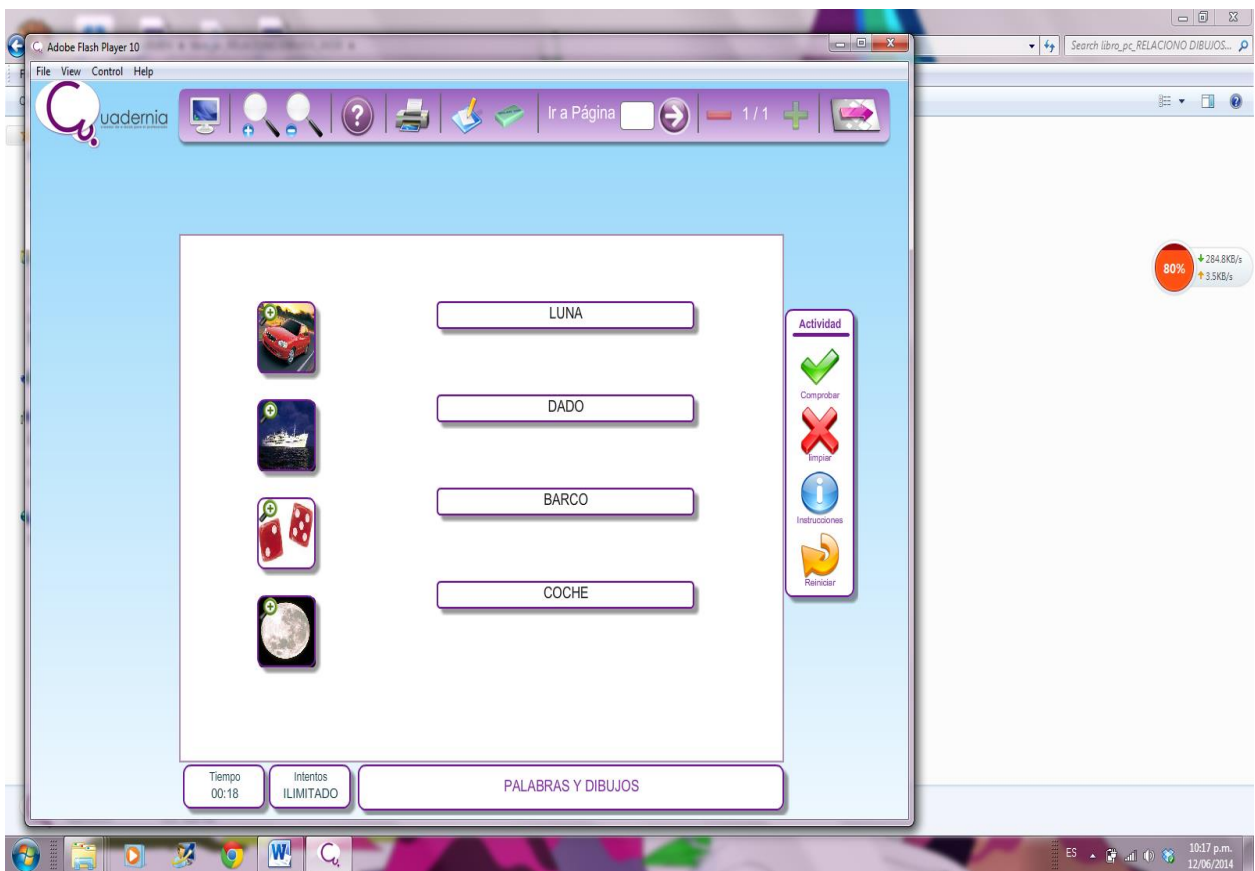 Adobe Flash Player 10
Search libro_pc_RELACIONO DIBUJOS...
File View Control Help
Cuadernia
Ir a Página
1/1
LUNA
DADO
BARCO
COCHE
Actividad
Comprobar
limpiar
Instrucciones
Reiniciar
80%
284.8KB/s
3.5KB/s
Tiempo
00:18
Intentos
ILIMITADO
PALABRAS Y DIBUJOS
ES
10:17 p.m.
12/06/2014